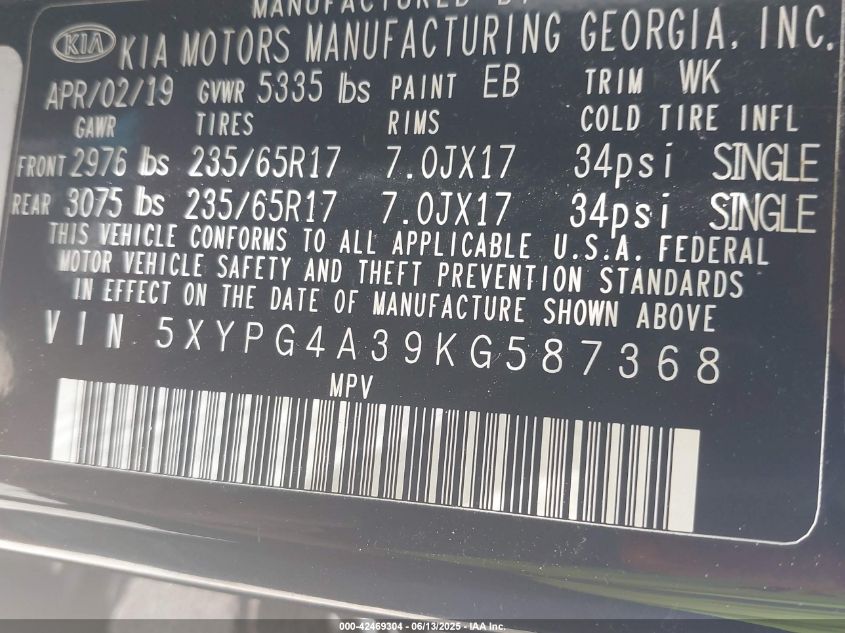 MANUFACTURED BY
KIA KIA MOTORS MANUFACTURING GEORGIA, INC.
APR/02/19 GVWR 5335 lbs PAINT EB TRIM WK
GAWR TIRES RIMS COLD TIRE INFL
FRONT 2976 lbs 235/65R17 7.0JX17 34psi SINGLE
REAR 3075 lbs 235/65R17 7.0JX17 34psi SINGLE
THIS VEHICLE CONFORMS TO ALL APPLICABLE U.S.A. FEDERAL
MOTOR VEHICLE SAFETY AND THEFT PREVENTION STANDARDS
IN EFFECT ON THE DATE OF MANUFACTURE SHOWN ABOVE
VIN 5XYPG4A39KG587368
MPV
000-42469304 - 06/13/2025 - IAA Inc.